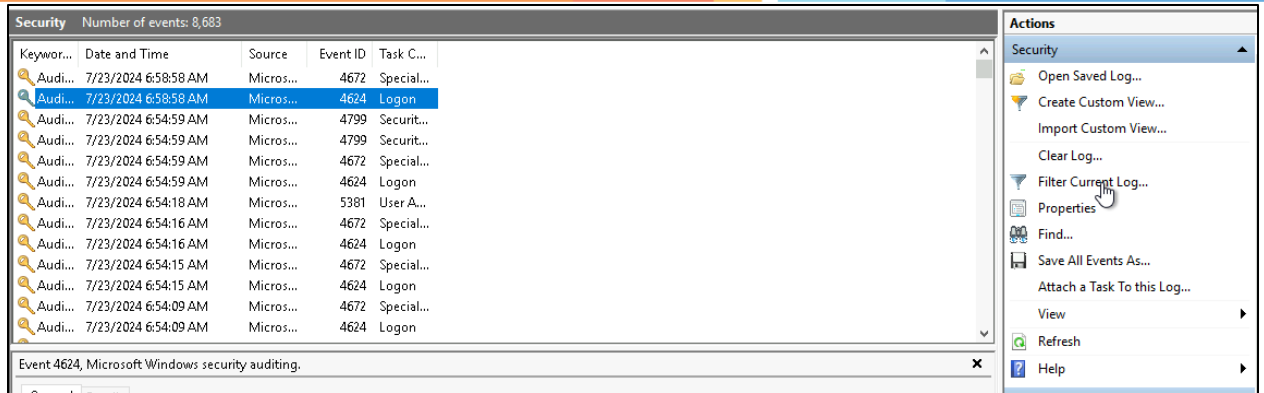 Security Number of events: 8,683
Keywor... Date and Time Source Event ID Task C...
Audi... 7/23/2024 6:58:58 AM Micros... 4672 Special...
Audi... 7/23/2024 6:58:58 AM Micros... 4624 Logon
Audi... 7/23/2024 6:54:59 AM Micros... 4799 Securit...
Audi... 7/23/2024 6:54:59 AM Micros... 4799 Securit...
Audi... 7/23/2024 6:54:59 AM Micros... 4672 Special...
Audi... 7/23/2024 6:54:59 AM Micros... 4624 Logon
Audi... 7/23/2024 6:54:18 AM Micros... 5381 User A...
Audi... 7/23/2024 6:54:16 AM Micros... 4672 Special...
Audi... 7/23/2024 6:54:16 AM Micros... 4624 Logon
Audi... 7/23/2024 6:54:15 AM Micros... 4672 Special...
Audi... 7/23/2024 6:54:15 AM Micros... 4624 Logon
Audi... 7/23/2024 6:54:09 AM Micros... 4672 Special...
Audi... 7/23/2024 6:54:09 AM Micros... 4624 Logon
Event 4624, Microsoft Windows security auditing.
Actions
Security
Open Saved Log...
Create Custom View...
Import Custom View...
Clear Log...
Filter Current Log...
Properties
Find...
Save All Events As...
Attach a Task To this Log...
View
Refresh
Help